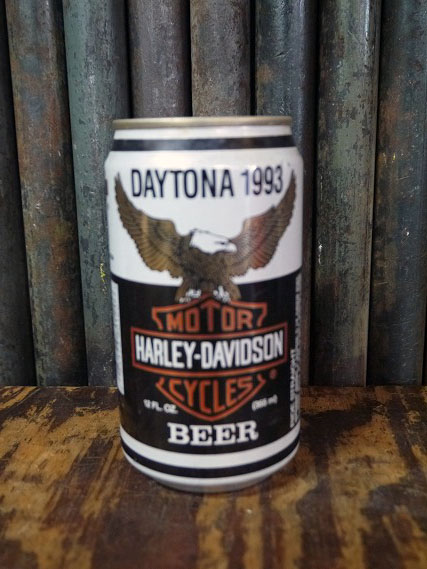 DAYTONA 1993
MOTOR
HARLEY-DAVIDSON
CYCLES
®
12 FL. OZ. (355 ml)
BEER